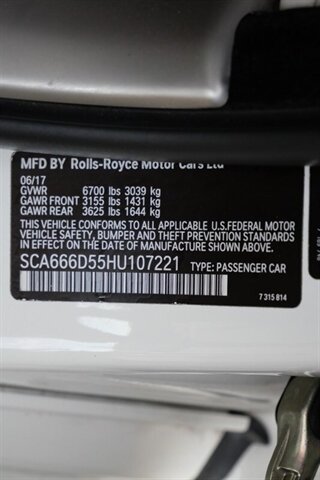 MFD BY Rolls-Royce Motor Cars Ltd
06/17
GVWR 6700 lbs 3039 kg
GAWR FRONT 3155 lbs 1431 kg
GAWR REAR 3625 lbs 1644 kg
THIS VEHICLE CONFORMS TO ALL APPLICABLE U.S.FEDERAL MOTOR
VEHICLE SAFETY, BUMPER AND THEFT PREVENTION STANDARDS
IN EFFECT ON THE DATE OF MANUFACTURE SHOWN ABOVE.
SCA666D55HU107221 TYPE: PASSENGER CAR
7 315 814